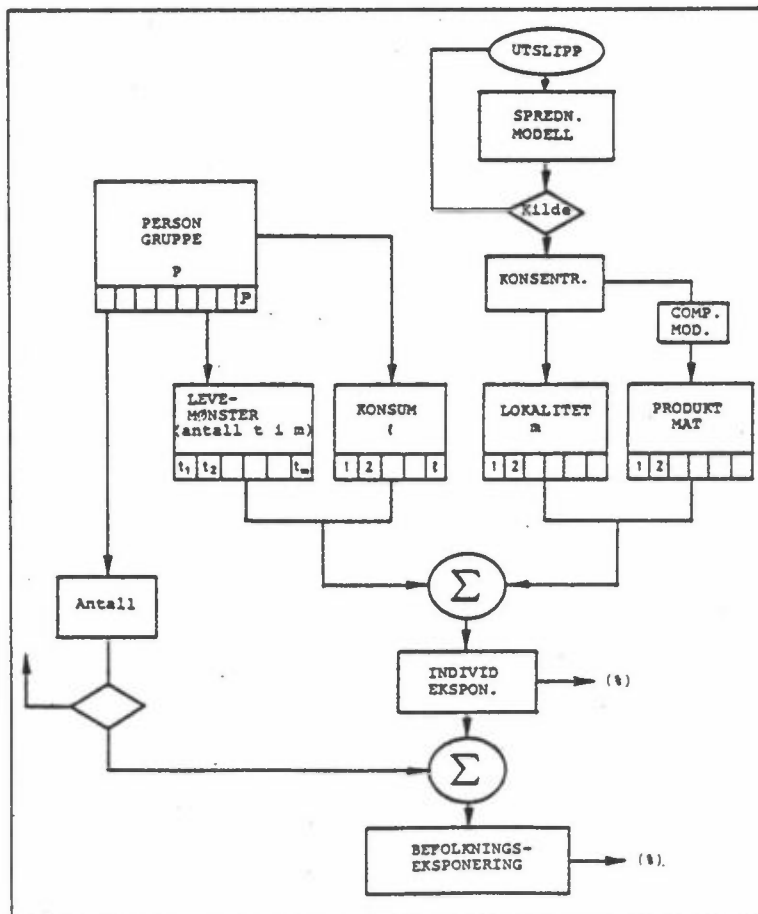 UTSLIPP
SPREDN.
MODELL
Kilde
PERSON
GRUPPE
P
P
KONSENTR.
COMP.
MOD.
LEVE-
MØNSTER
(antall t i m)
t₁ t₂ tₘ
KONSUM
ℓ
1 2 ℓ
LOKALITET
m
1 2
PRODUKT
MAT
1 2
Σ
Antall
INDIVID
EKSPON.
(%)
Σ
BEFOLKNINGS-
EKSPONERING
(%)